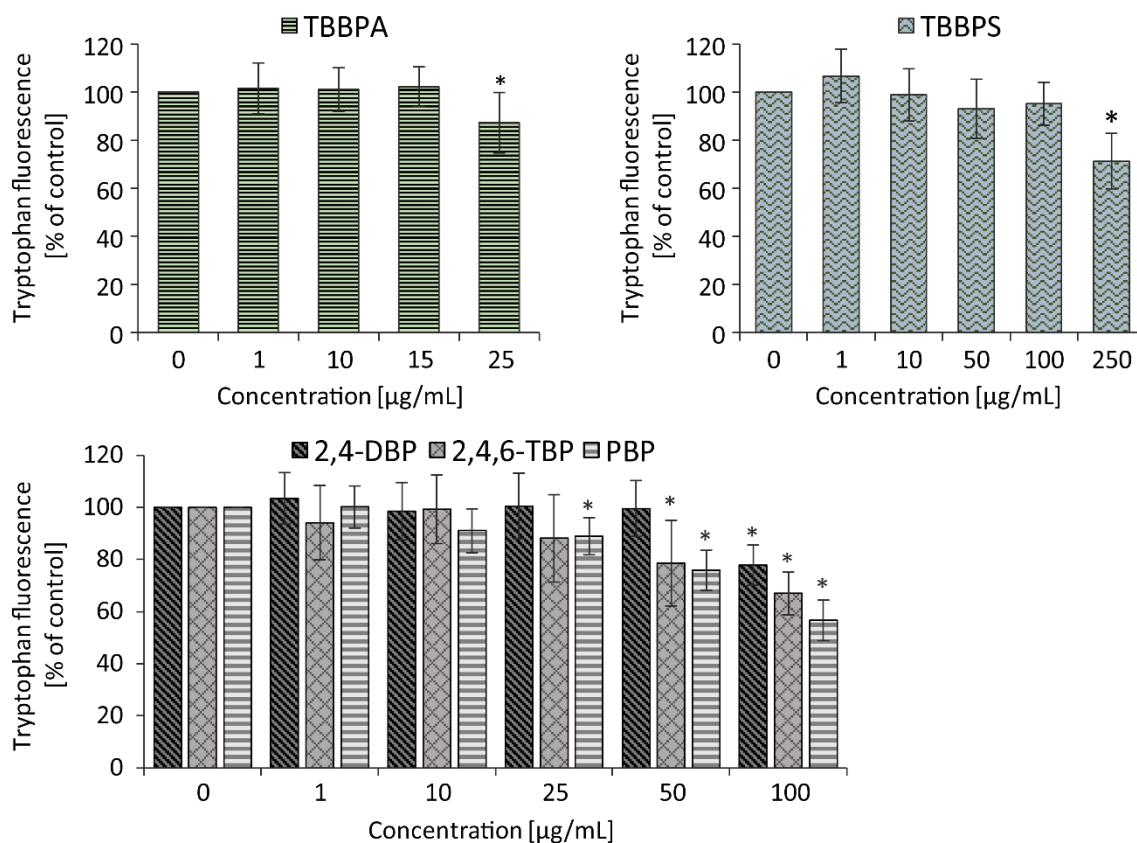 TBBPA
120
100
80
60
40
20
0
Tryptophan fluorescence
[% of control]
*
0 1 10 15 25
Concentration [µg/mL]
TBBPS
120
100
80
60
40
20
0
Tryptophan fluorescence
[% of control]
*
0 1 10 50 100 250
Concentration [µg/mL]
2,4-DBP 2,4,6-TBP PBP
120
100
80
60
40
20
0
Tryptophan fluorescence
[% of control]
* * * * * *
0 1 10 25 50 100
Concentration [µg/mL]